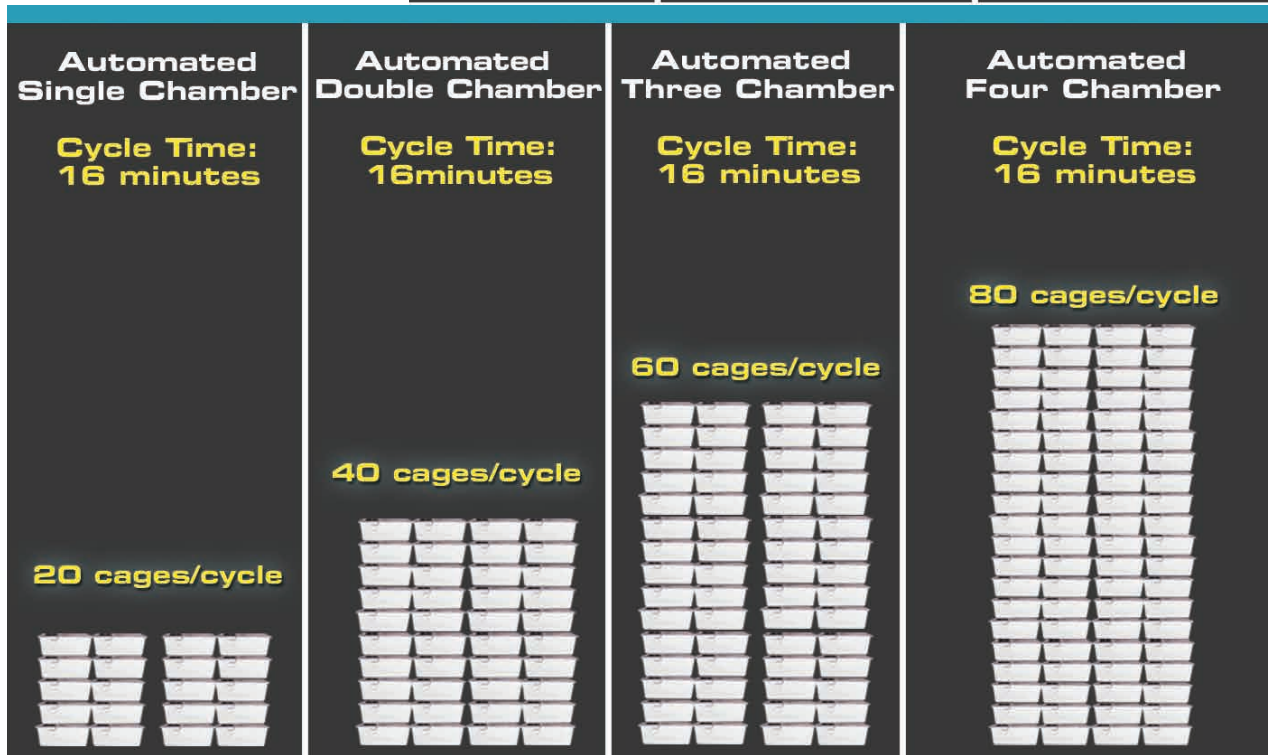 Automated
Single Chamber
Cycle Time:
16 minutes
20 cages/cycle
Automated
Double Chamber
Cycle Time:
16minutes
40 cages/cycle
Automated
Three Chamber
Cycle Time:
16 minutes
60 cages/cycle
Automated
Four Chamber
Cycle Time:
16 minutes
80 cages/cycle